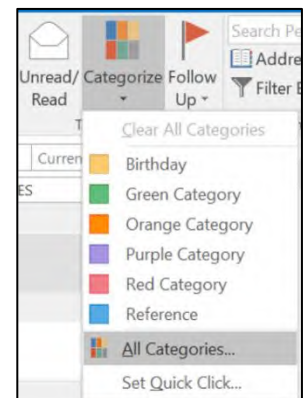 Search Pe
Addre
Filter E
Unread/ Categorize Follow
Read Up
T
Curren
ES
Clear All Categories
Birthday
Green Category
Orange Category
Purple Category
Red Category
Reference
All Categories...
Set Quick Click...